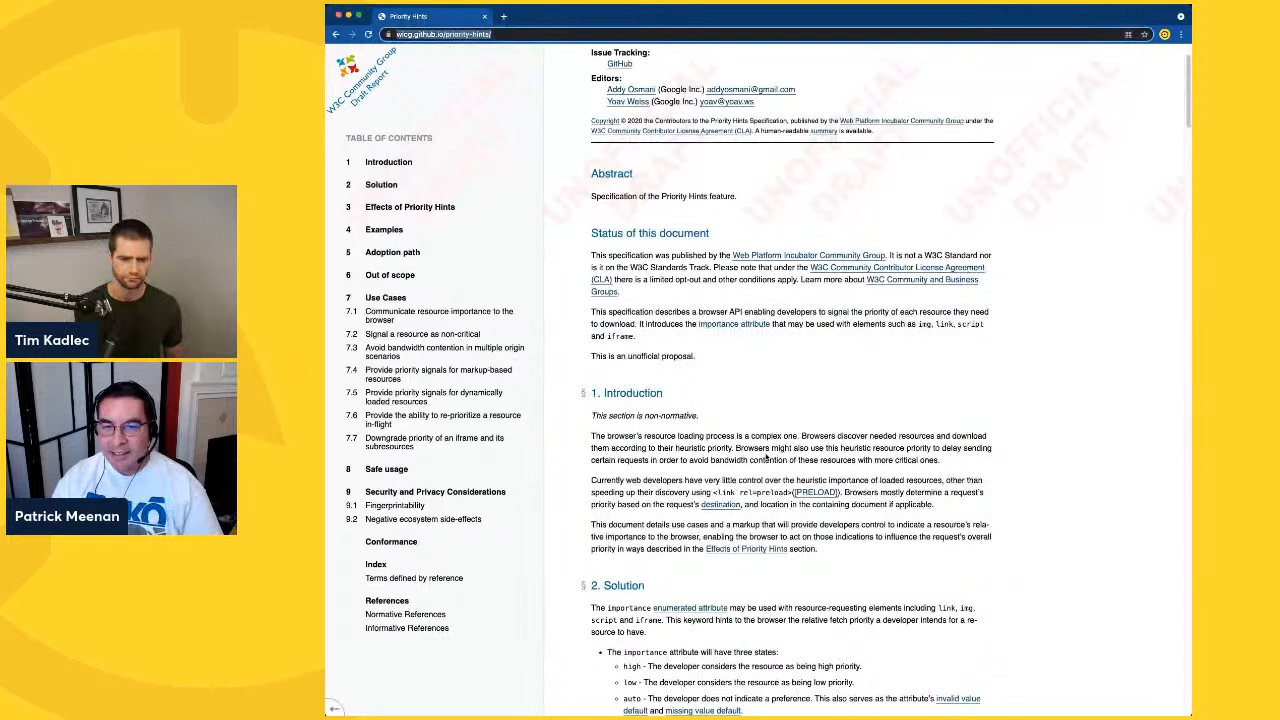 Priority Hints
wicg.github.io/priority-hints/
W3C Community Group
Draft Report
TABLE OF CONTENTS
1 Introduction
2 Solution
3 Effects of Priority Hints
4 Examples
5 Adoption path
6 Out of scope
7 Use Cases
7.1 Communicate resource importance to the
browser
7.2 Signal a resource as non-critical
7.3 Avoid bandwidth contention in multiple origin
scenarios
7.4 Provide priority signals for markup-based
resources
7.5 Provide priority signals for dynamically
loaded resources
7.6 Provide the ability to re-prioritize a resource
in-flight
7.7 Downgrade priority of an iframe and its
subresources
8 Safe usage
9 Security and Privacy Considerations
9.1 Fingerprintability
9.2 Negative ecosystem side-effects
Conformance
Index
Terms defined by reference
References
Normative References
Informative References
Issue Tracking:
GitHub
Editors:
Addy Osmani (Google Inc.) addyosmani@gmail.com
Yoav Weiss (Google Inc.) yoav@yoav.ws
Copyright © 2020 the Contributors to the Priority Hints Specification, published by the Web Platform Incubator Community Group under the
W3C Community Contributor License Agreement (CLA). A human-readable summary is available.
Abstract
Specification of the Priority Hints feature.
Status of this document
This specification was published by the Web Platform Incubator Community Group. It is not a W3C Standard nor
is it on the W3C Standards Track. Please note that under the W3C Community Contributor License Agreement
(CLA) there is a limited opt-out and other conditions apply. Learn more about W3C Community and Business
Groups.
This specification describes a browser API enabling developers to signal the priority of each resource they need
to download. It introduces the importance attribute that may be used with elements such as img, link, script
and iframe.
This is an unofficial proposal.
§ 1. Introduction
This section is non-normative.
The browser's resource loading process is a complex one. Browsers discover needed resources and download
them according to their heuristic priority. Browsers might also use this heuristic resource priority to delay sending
certain requests in order to avoid bandwidth contention of these resources with more critical ones.
Currently web developers have very little control over the heuristic importance of loaded resources, other than
speeding up their discovery using <link rel=preload>([PRELOAD]). Browsers mostly determine a request's
priority based on the request's destination, and location in the containing document if applicable.
This document details use cases and a markup that will provide developers control to indicate a resource's rela-
tive importance to the browser, enabling the browser to act on those indications to influence the request's overall
priority in ways described in the Effects of Priority Hints section.
§ 2. Solution
The importance enumerated attribute may be used with resource-requesting elements including link, img,
script and iframe. This keyword hints to the browser the relative fetch priority a developer intends for a re-
source to have.
• The importance attribute will have three states:
○ high - The developer considers the resource as being high priority.
○ low - The developer considers the resource as being low priority.
○ auto - The developer does not indicate a preference. This also serves as the attribute's invalid value
default and missing value default.
UNOFFICIAL DRAFT
UNOFFICIAL DRAFT
UNOFFICIAL DRAFT
Tim Kadlec
Patrick Meenan